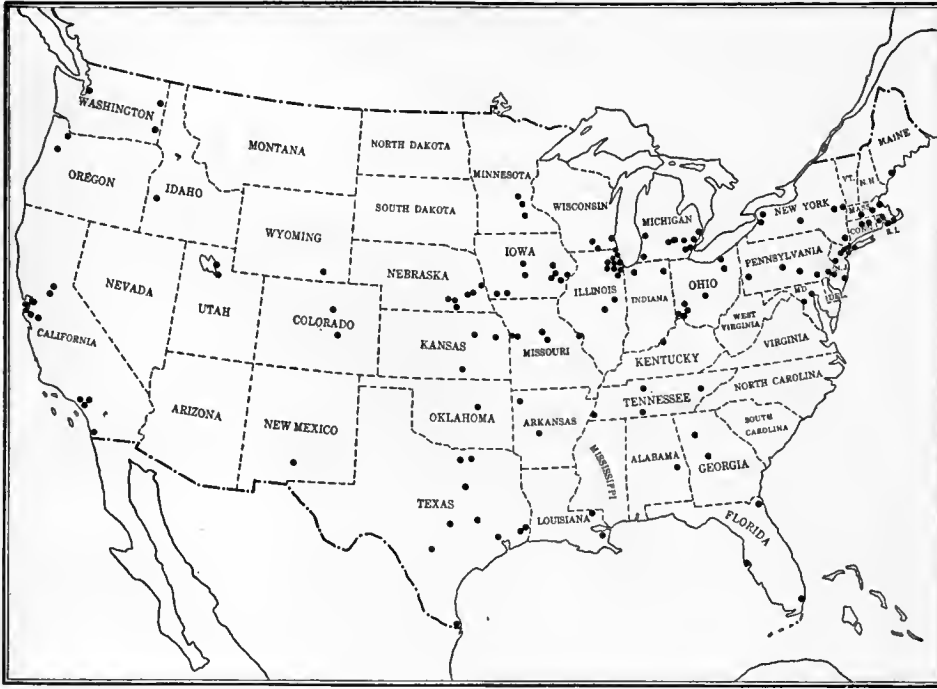 WASHINGTON
MONTANA
NORTH DAKOTA
MINNESOTA
MAINE
VT.
N.H.
OREGON
IDAHO
SOUTH DAKOTA
WISCONSIN
MICHIGAN
NEW YORK
MASS.
CONN.
R.I.
WYOMING
IOWA
PENNSYLVANIA
N.J.
NEBRASKA
NEVADA
UTAH
COLORADO
ILLINOIS
INDIANA
OHIO
MD.
DEL.
WEST
VIRGINIA
CALIFORNIA
KANSAS
MISSOURI
KENTUCKY
VIRGINIA
ARIZONA
NEW MEXICO
OKLAHOMA
ARKANSAS
TENNESSEE
NORTH CAROLINA
SOUTH
CAROLINA
MISSISSIPPI
ALABAMA
GEORGIA
TEXAS
LOUISIANA
FLORIDA